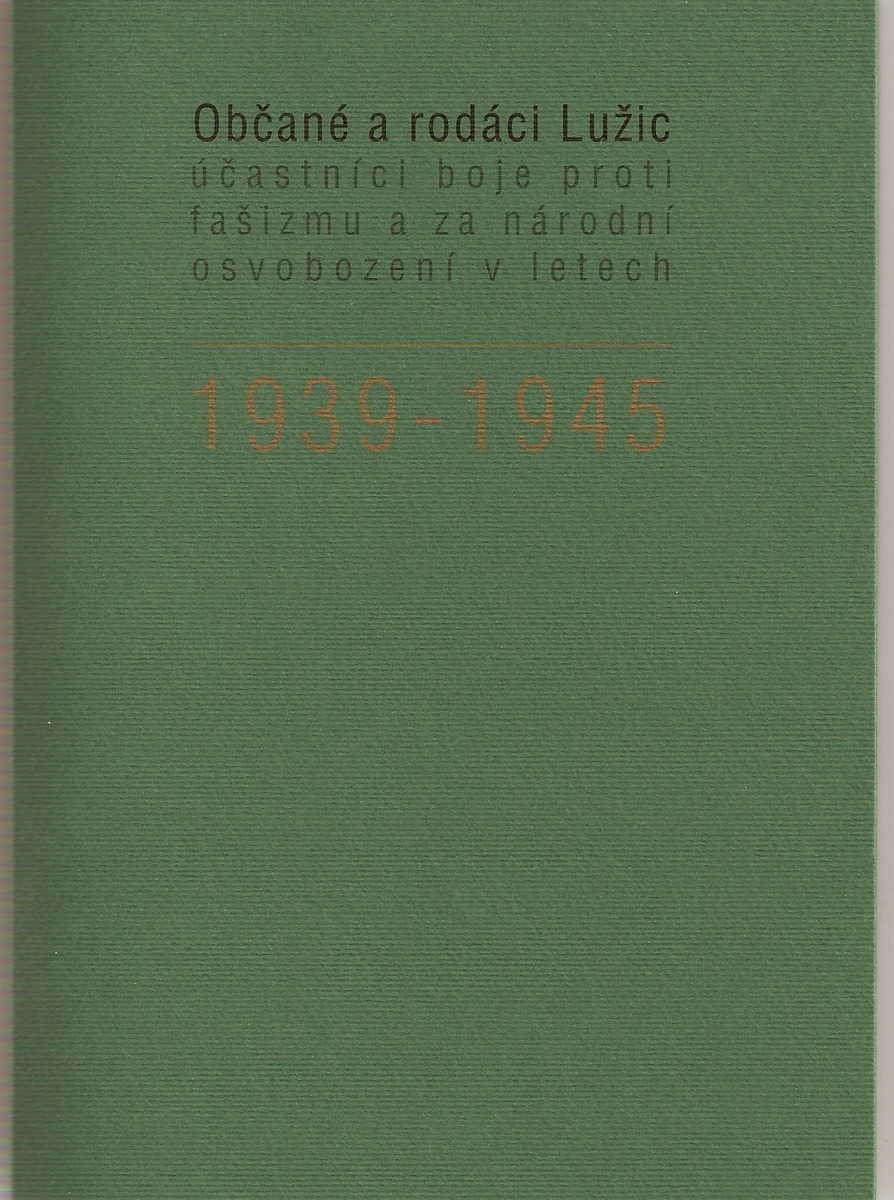 Občané a rodáci Lužic
účastníci boje proti
fašizmu a za národní
osvobození v letech
1939-1945